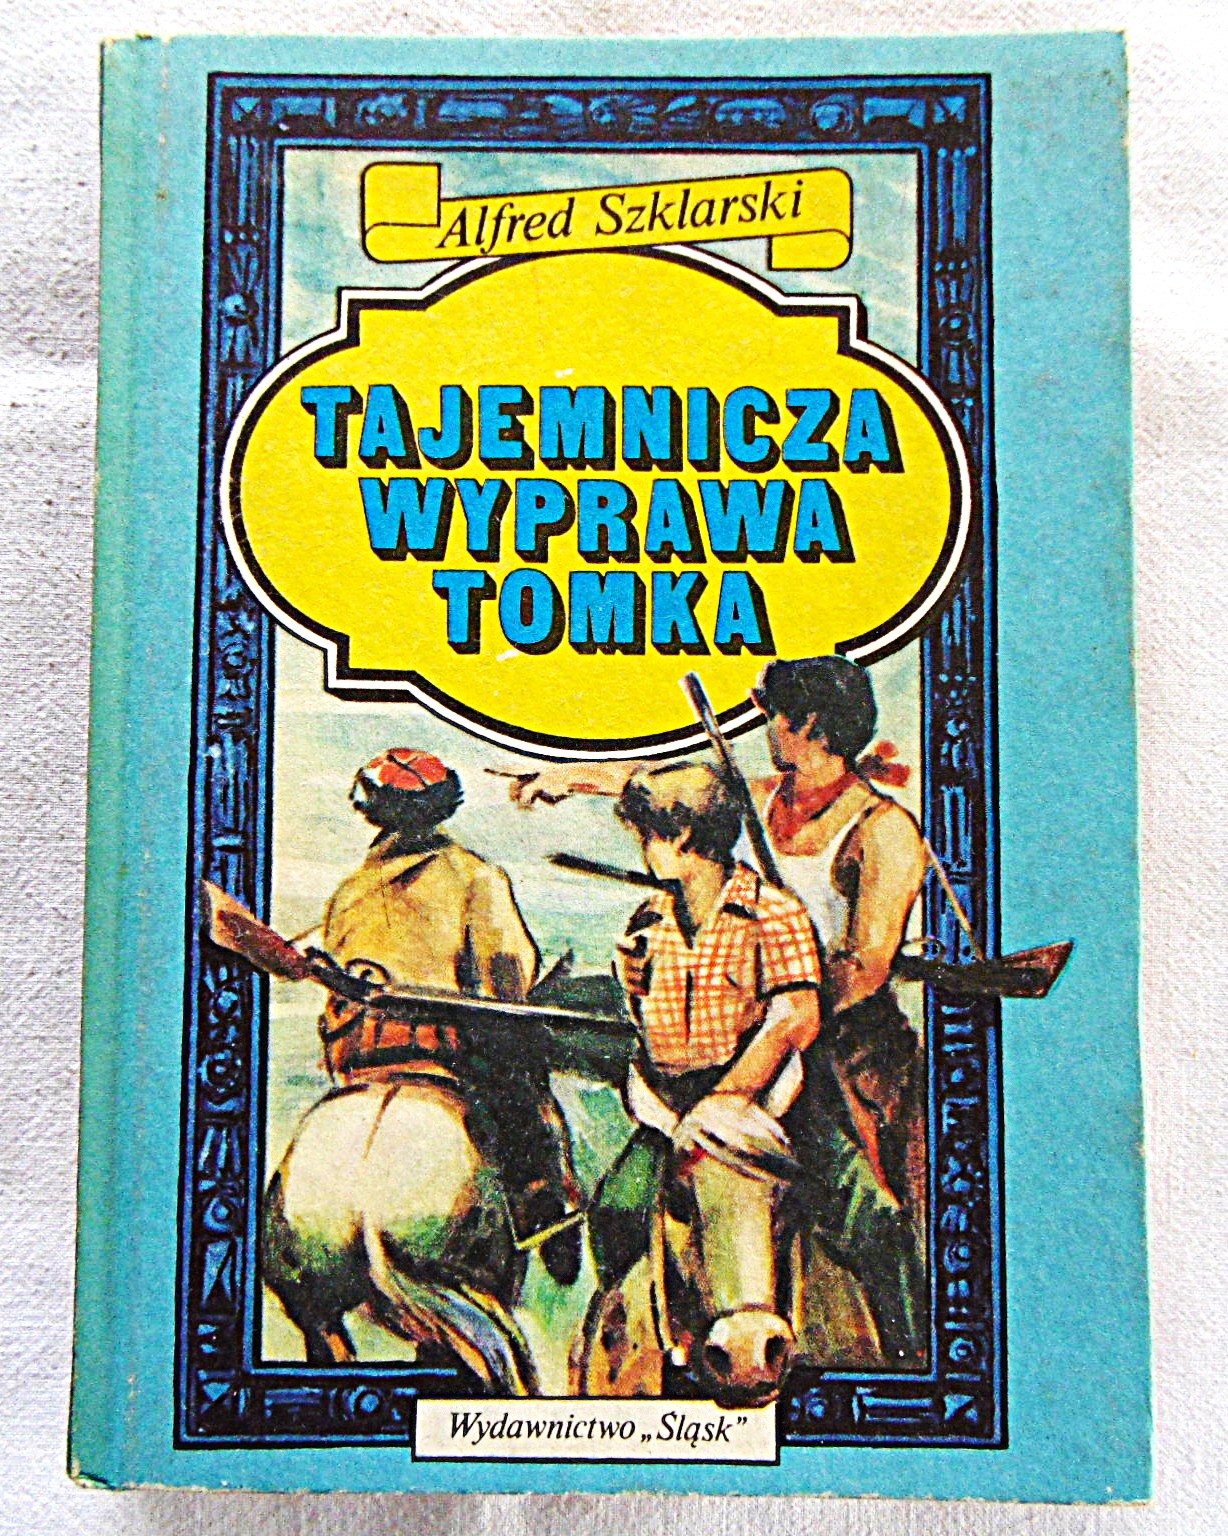 Alfred Szklarski
TAJEMNICZA
WYPRAWA
TOMKA
Wydawnictwo „Śląsk”